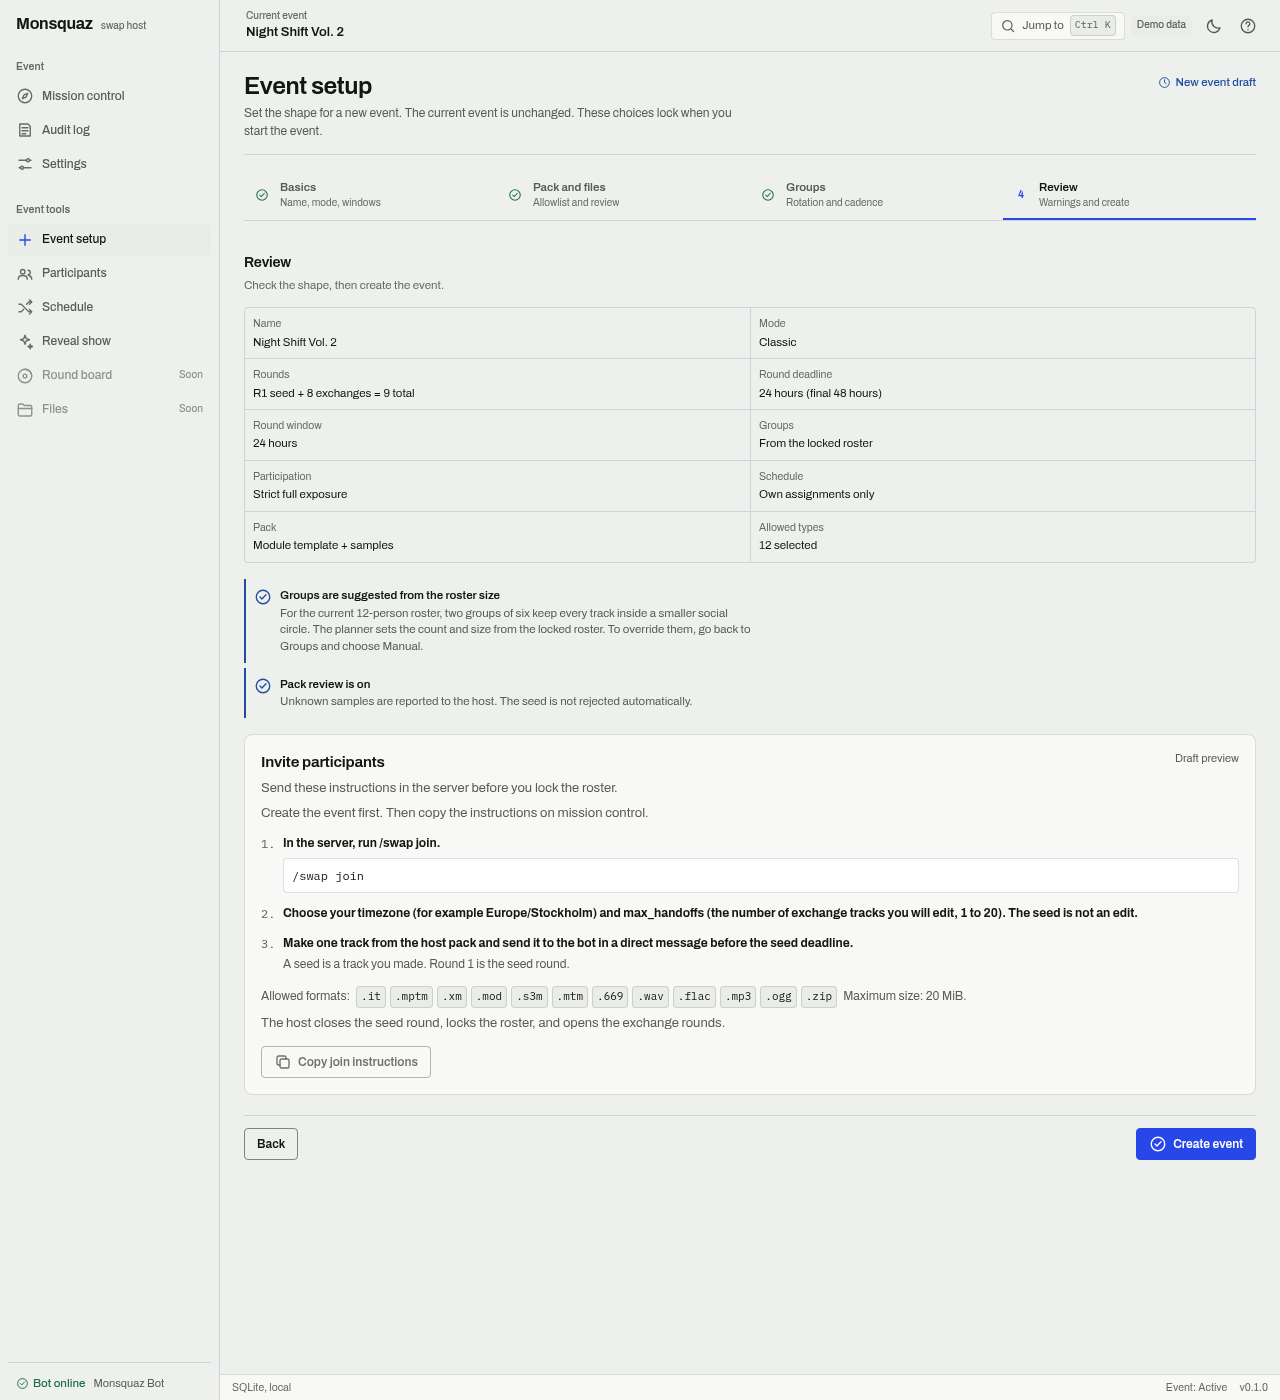 Monsquaz swap host
Event
Mission control
Audit log
Settings
Event tools
Event setup
Participants
Schedule
Reveal show
Round board Soon
Files Soon
Bot online Monsquaz Bot
Current event
Night Shift Vol. 2
Jump to Ctrl K
Demo data
Event setup
New event draft
Set the shape for a new event. The current event is unchanged. These choices lock when you
start the event.
Basics
Name, mode, windows
Pack and files
Allowlist and review
Groups
Rotation and cadence
4 Review
Warnings and create
Review
Check the shape, then create the event.
Name
Night Shift Vol. 2
Mode
Classic
Rounds
R1 seed + 8 exchanges = 9 total
Round deadline
24 hours (final 48 hours)
Round window
24 hours
Groups
From the locked roster
Participation
Strict full exposure
Schedule
Own assignments only
Pack
Module template + samples
Allowed types
12 selected
Groups are suggested from the roster size
For the current 12-person roster, two groups of six keep every track inside a smaller social
circle. The planner sets the count and size from the locked roster. To override them, go back to
Groups and choose Manual.
Pack review is on
Unknown samples are reported to the host. The seed is not rejected automatically.
Invite participants
Draft preview
Send these instructions in the server before you lock the roster.
Create the event first. Then copy the instructions on mission control.
1. In the server, run /swap join.
/swap join
2. Choose your timezone (for example Europe/Stockholm) and max_handoffs (the number of exchange tracks you will edit, 1 to 20). The seed is not an edit.
3. Make one track from the host pack and send it to the bot in a direct message before the seed deadline.
A seed is a track you made. Round 1 is the seed round.
Allowed formats: .it .mptm .xm .mod .s3m .mtm .669 .wav .flac .mp3 .ogg .zip Maximum size: 20 MiB.
The host closes the seed round, locks the roster, and opens the exchange rounds.
Copy join instructions
Back
Create event
SQLite, local
Event: Active v0.1.0